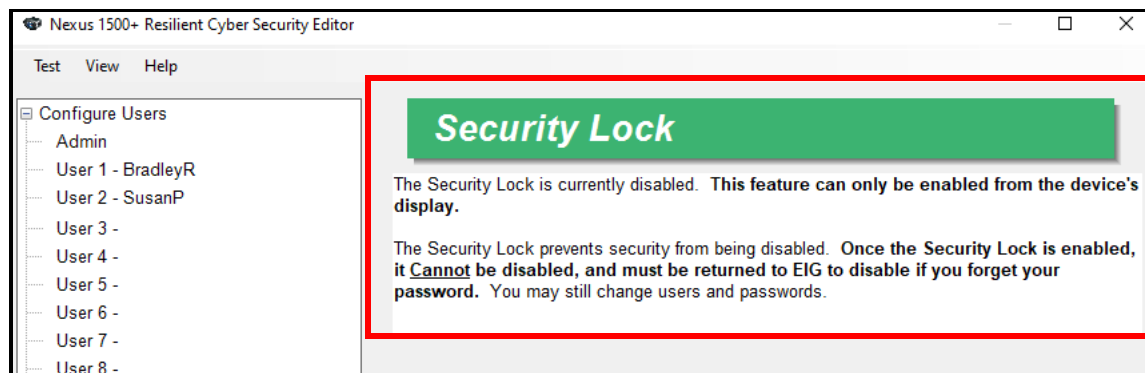 Nexus 1500+ Resilient Cyber Security Editor
Test View Help
Configure Users
Admin
User 1 - BradleyR
User 2 - SusanP
User 3 -
User 4 -
User 5 -
User 6 -
User 7 -
User 8 -
Security Lock
The Security Lock is currently disabled. This feature can only be enabled from the device's
display.
The Security Lock prevents security from being disabled. Once the Security Lock is enabled,
it Cannot be disabled, and must be returned to EIG to disable if you forget your
password. You may still change users and passwords.